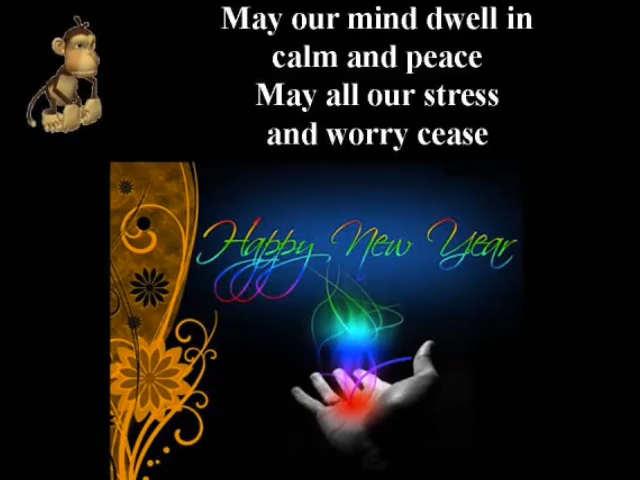 May our mind dwell in
calm and peace
May all our stress
and worry cease
Happy New Year